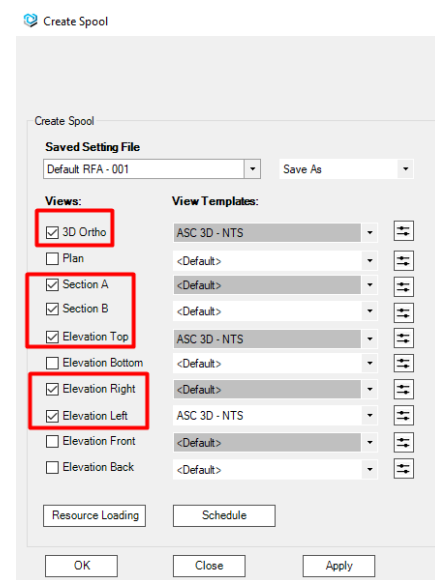 Create Spool
Create Spool
Saved Setting File
Default RFA - 001 Save As
Views: View Templates:
3D Ortho ASC 3D - NTS
Plan <Default>
Section A <Default>
Section B <Default>
Elevation Top ASC 3D - NTS
Elevation Bottom <Default>
Elevation Right <Default>
Elevation Left ASC 3D - NTS
Elevation Front <Default>
Elevation Back <Default>
Resource Loading Schedule
OK Close Apply